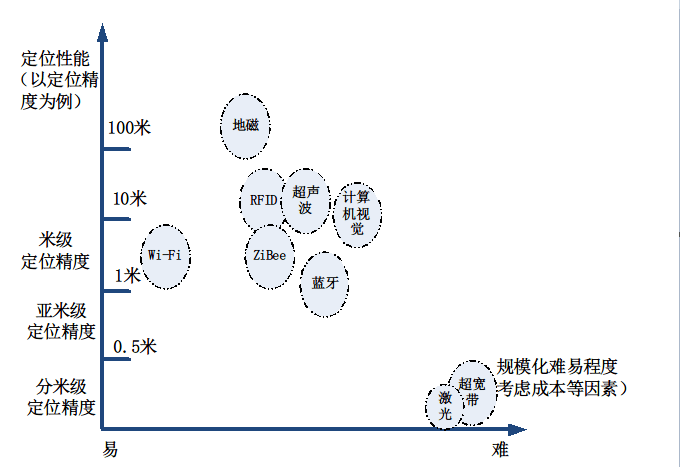 定位性能
（以定位精
度为例）
100米
地磁
10米
RFID
超声
波
计算
机视
觉
米级
定位精度
Wi-Fi
ZiBee
1米
蓝牙
亚米级
定位精度
0.5米
规模化难易程度
考虑成本等因素）
超宽
带
激
光
分米级
定位精度
易
难